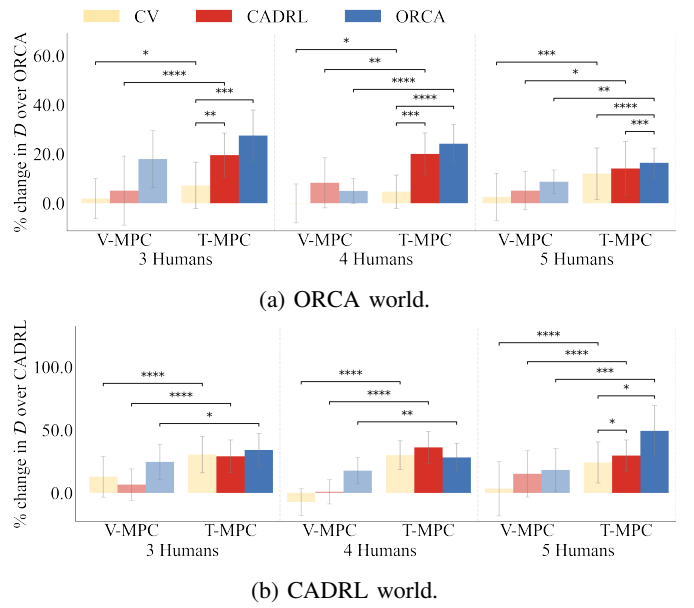 CV CADRL ORCA
% change in D over ORCA
60.0
40.0
20.0
0.0
* **** *** **
* ** **** **** ***
*** * ** **** ***
V-MPC T-MPC V-MPC T-MPC V-MPC T-MPC
3 Humans 4 Humans 5 Humans
(a) ORCA world.
% change in D over CADRL
100.0
50.0
0.0
**** **** *
**** **** **
**** **** *** * *
V-MPC T-MPC V-MPC T-MPC V-MPC T-MPC
3 Humans 4 Humans 5 Humans
(b) CADRL world.